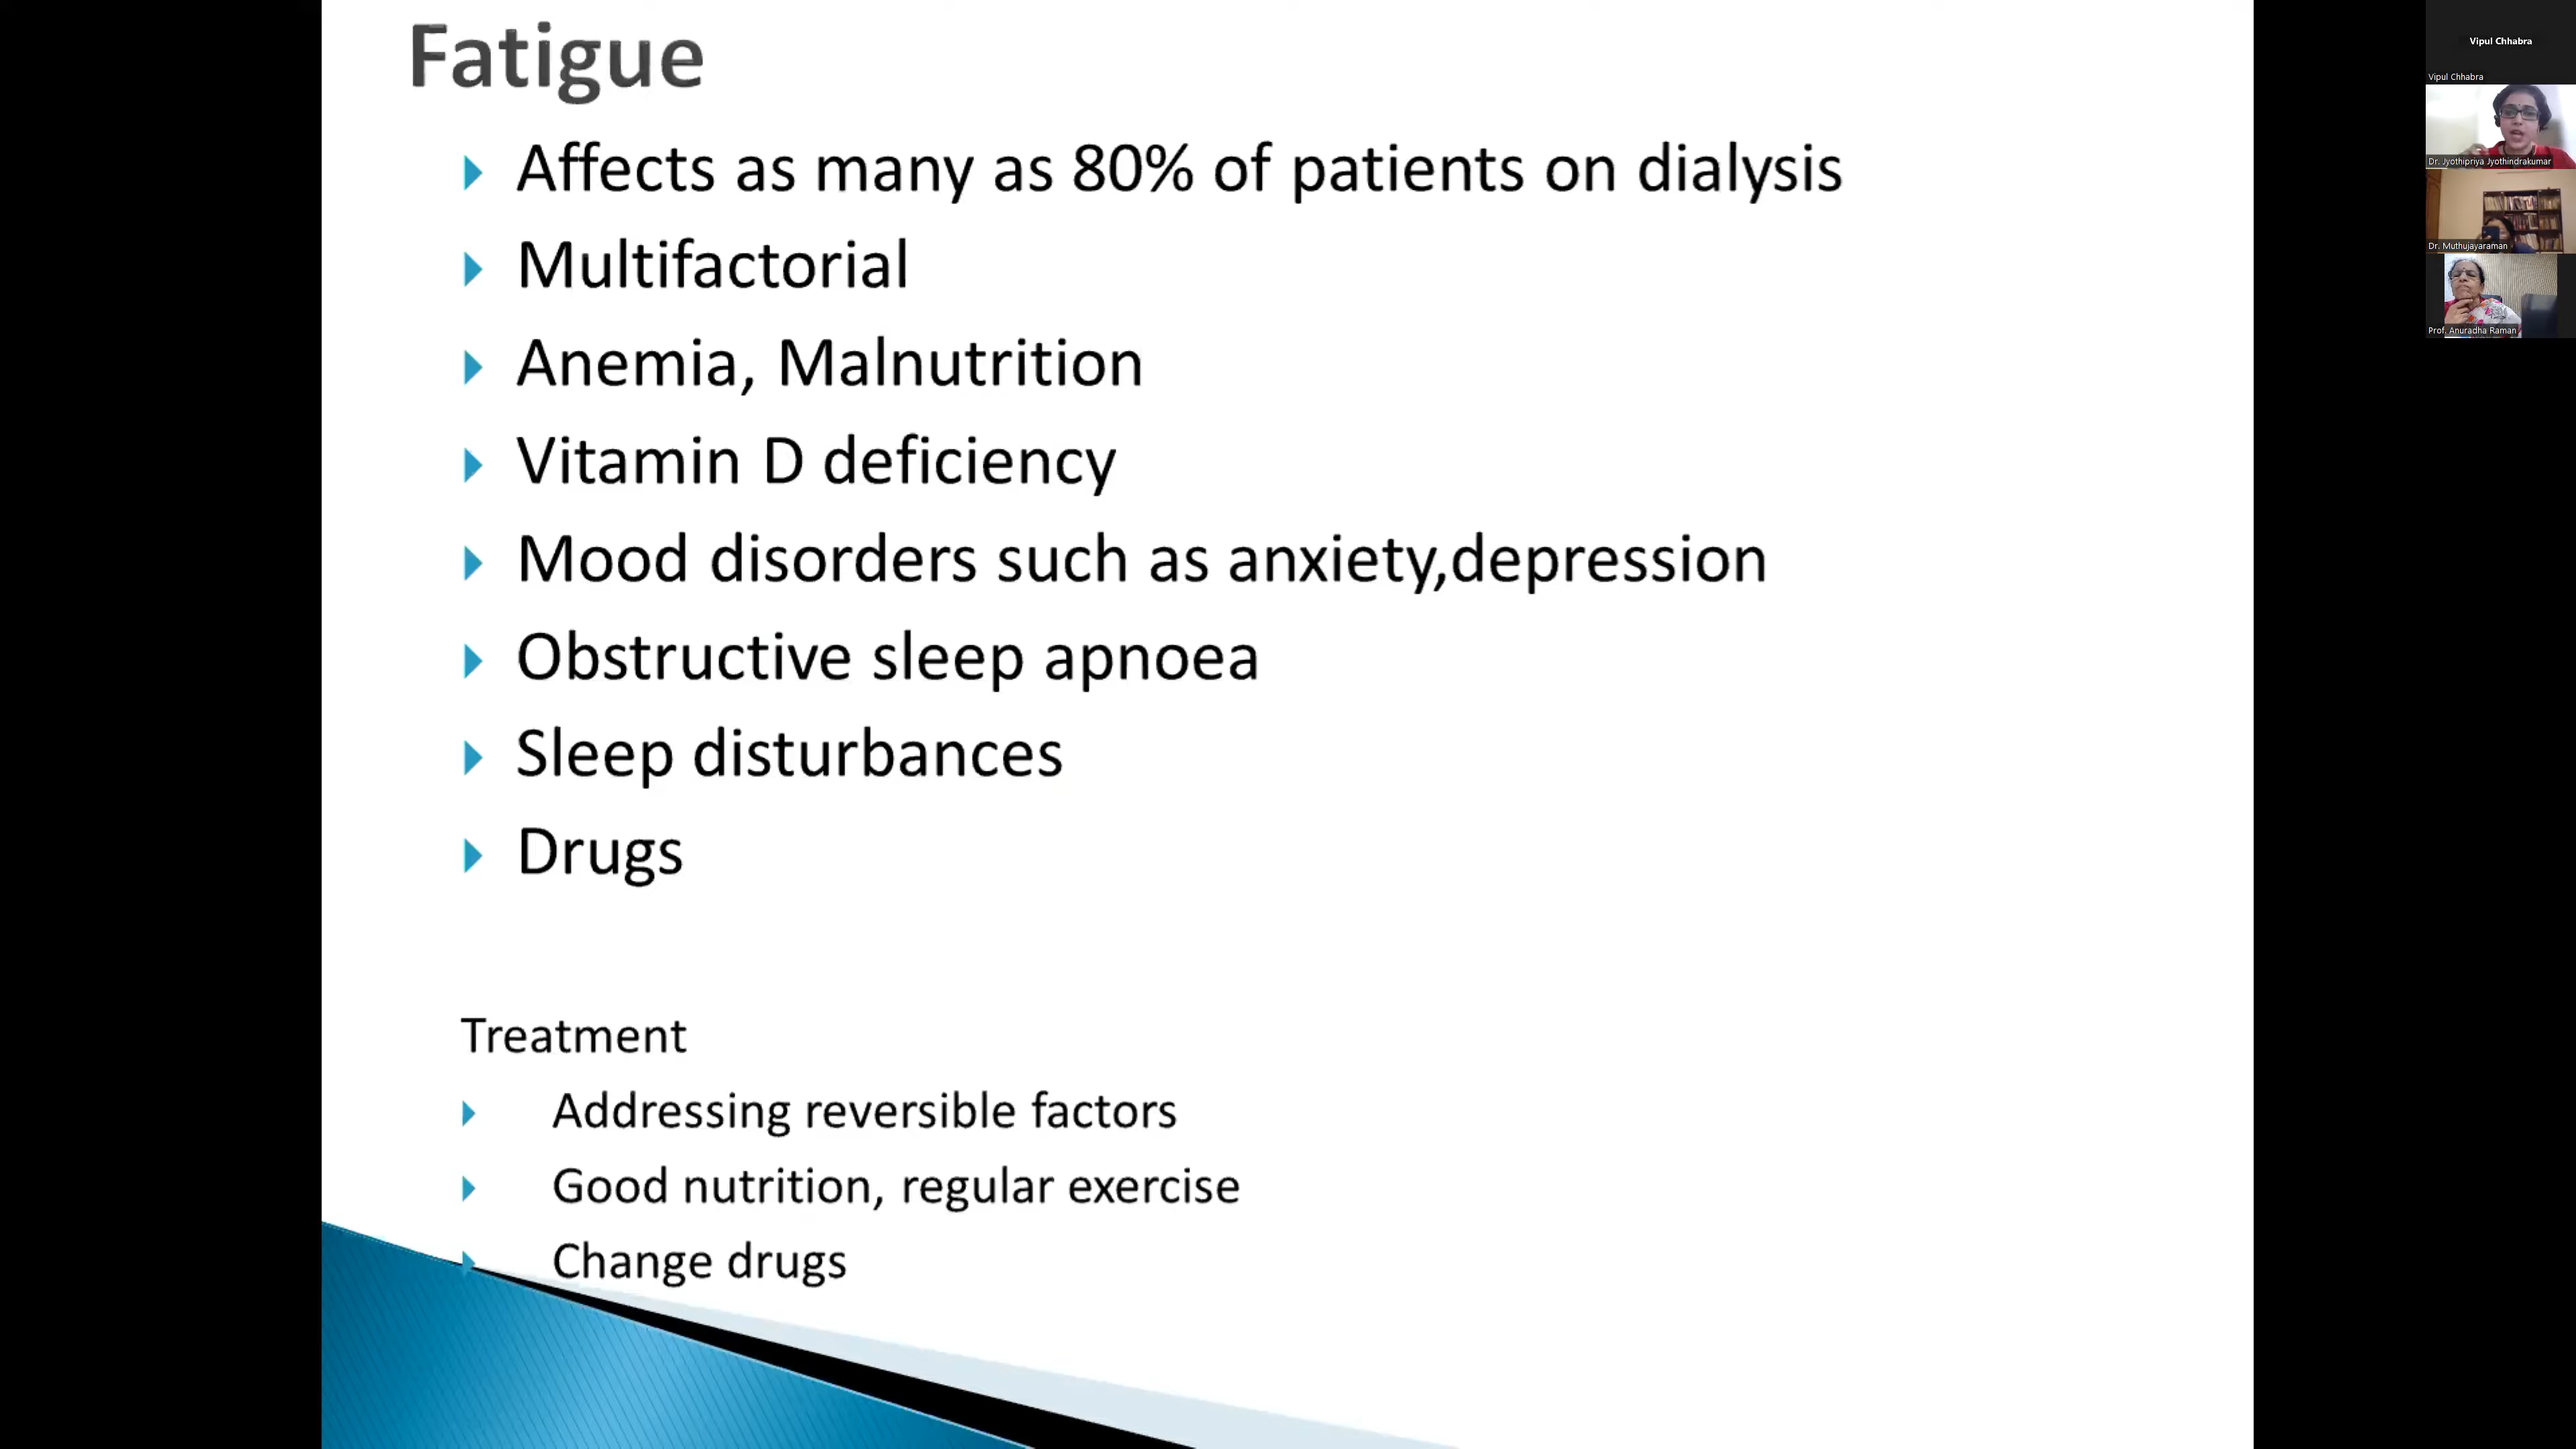 Fatigue
Affects as many as 80% of patients on dialysis
Multifactorial
Anemia, Malnutrition
Vitamin D deficiency
Mood disorders such as anxiety,depression
Obstructive sleep apnoea
Sleep disturbances
Drugs
Treatment
Addressing reversible factors
Good nutrition, regular exercise
Change drugs
Vipul Chhabra
Vipul Chhabra
Dr. Jyothipriya Jyothindrakumar
Dr. Muthujayaraman
Prof. Anuradha Raman